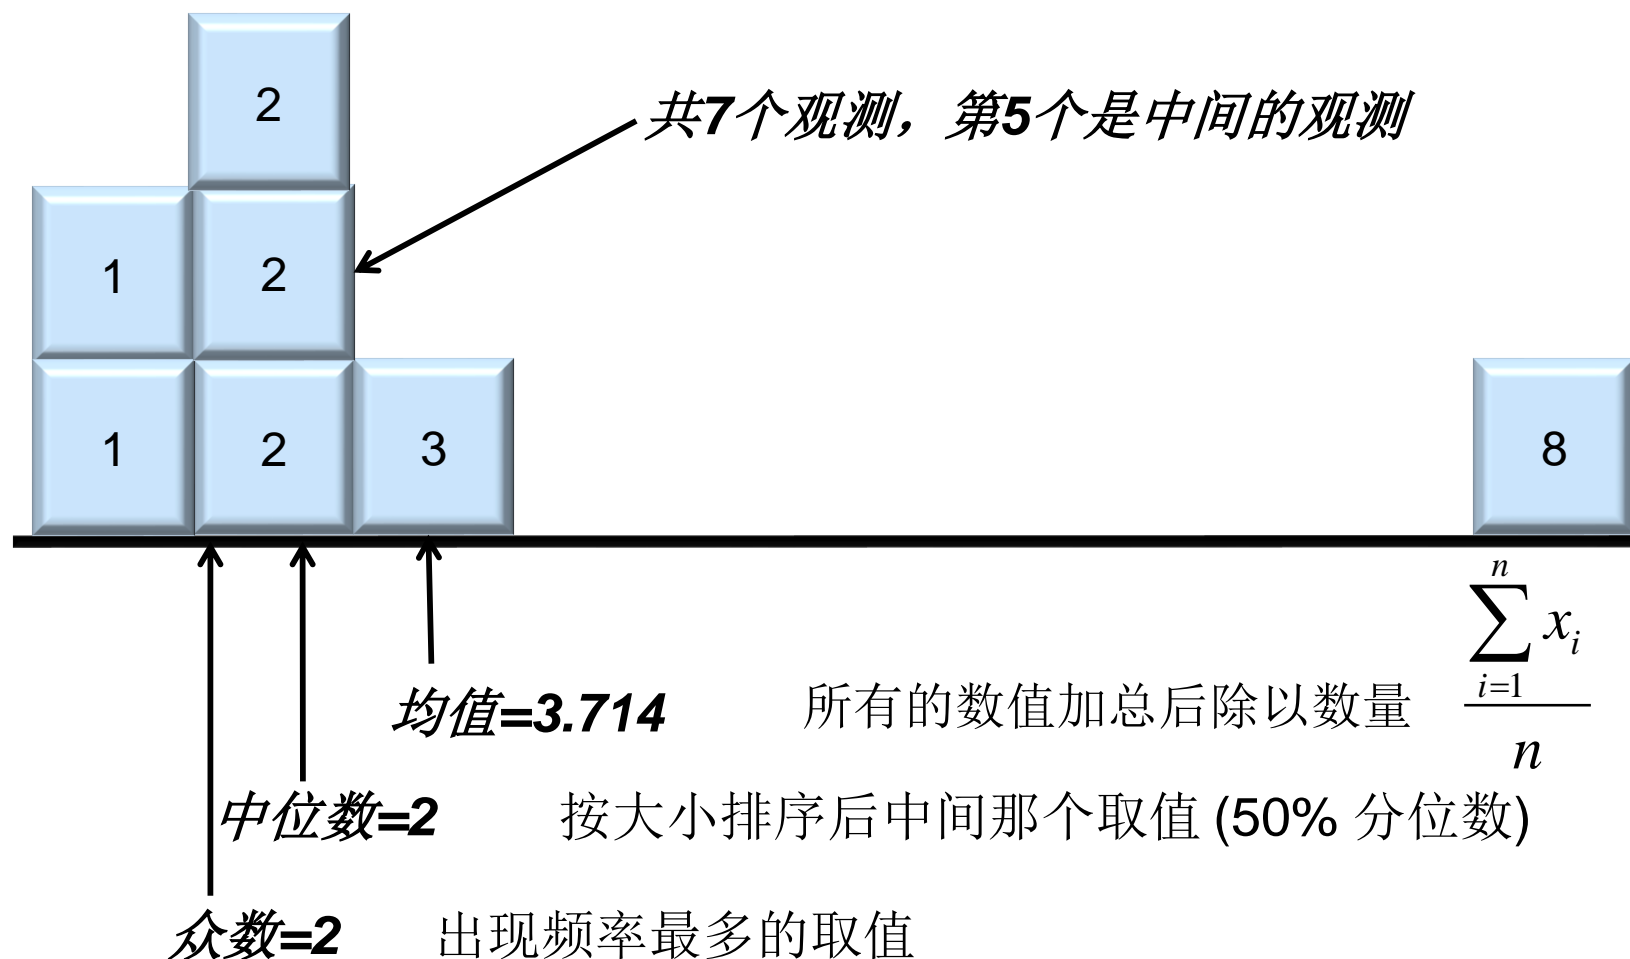 2
共7个观测，第5个是中间的观测
1 2
1 2 3 8
均值=3.714 所有的数值加总后除以数量 \frac{\sum_{i=1}^{n} x_i}{n}
中位数=2 按大小排序后中间那个取值 (50% 分位数)
众数=2 出现频率最多的取值